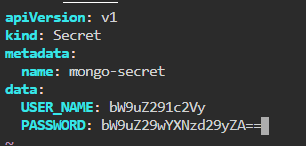 apiVersion: v1
kind: Secret
metadata:
  name: mongo-secret
data:
  USER_NAME: bW9uZ291c2Vy
  PASSWORD: bW9uZ29wYXNzd29yZA==
~